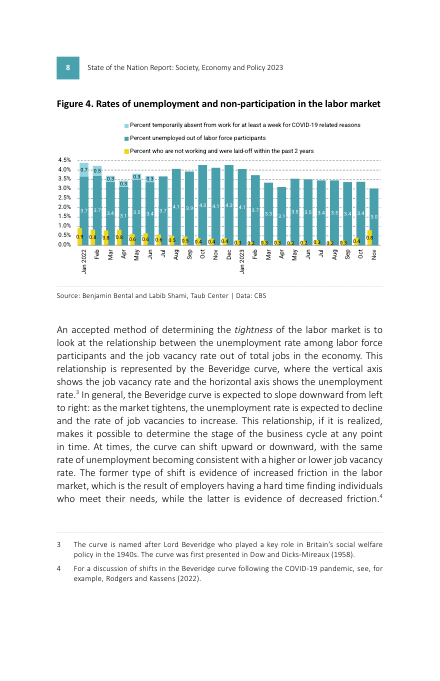 8 State of the Nation Report: Society, Economy and Policy 2023
Figure 4. Rates of unemployment and non-participation in the labor market
Percent temporarily absent from work for at least a week for COVID-19 related reasons
Percent unemployed out of labor force participants
Percent who are not working and were laid-off within the past 2 years
4.5%
4.0%
3.5%
3.0%
2.5%
2.0%
1.5%
1.0%
0.5%
0.0%
Jan 2022 Feb Mar Apr May Jun Jul Aug Sep Oct Nov Dec Jan 2023 Feb Mar Apr May Jun Jul Aug Sep Oct Nov
Source: Benjamin Bental and Labib Shami, Taub Center | Data: CBS
An accepted method of determining the tightness of the labor market is to
look at the relationship between the unemployment rate among labor force
participants and the job vacancy rate out of total jobs in the economy. This
relationship is represented by the Beveridge curve, where the vertical axis
shows the job vacancy rate and the horizontal axis shows the unemployment
rate.³ In general, the Beveridge curve is expected to slope downward from left
to right: as the market tightens, the unemployment rate is expected to decline
and the rate of job vacancies to increase. This relationship, if it is realized,
makes it possible to determine the stage of the business cycle at any point
in time. At times, the curve can shift upward or downward, with the same
rate of unemployment becoming consistent with a higher or lower job vacancy
rate. The former type of shift is evidence of increased friction in the labor
market, which is the result of employers having a hard time finding individuals
who meet their needs, while the latter is evidence of decreased friction.⁴
3 The curve is named after Lord Beveridge who played a key role in Britain's social welfare
policy in the 1940s. The curve was first presented in Dow and Dicks-Mireaux (1958).
4 For a discussion of shifts in the Beveridge curve following the COVID-19 pandemic, see, for
example, Rodgers and Kassens (2022).